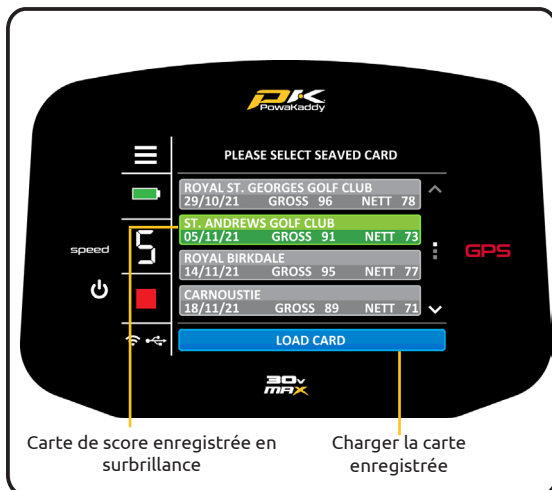 PK
PowaKaddy
PLEASE SELECT SEAVED CARD
ROYAL ST. GEORGES GOLF CLUB
29/10/21 GROSS 96 NETT 78
ST. ANDREWS GOLF CLUB
05/11/21 GROSS 91 NETT 73
ROYAL BIRKDALE
14/11/21 GROSS 95 NETT 77
CARNOUSTIE
18/11/21 GROSS 89 NETT 71
speed
5
GPS
LOAD CARD
30v
MAX
Carte de score enregistrée en
surbrillance
Charger la carte
enregistrée